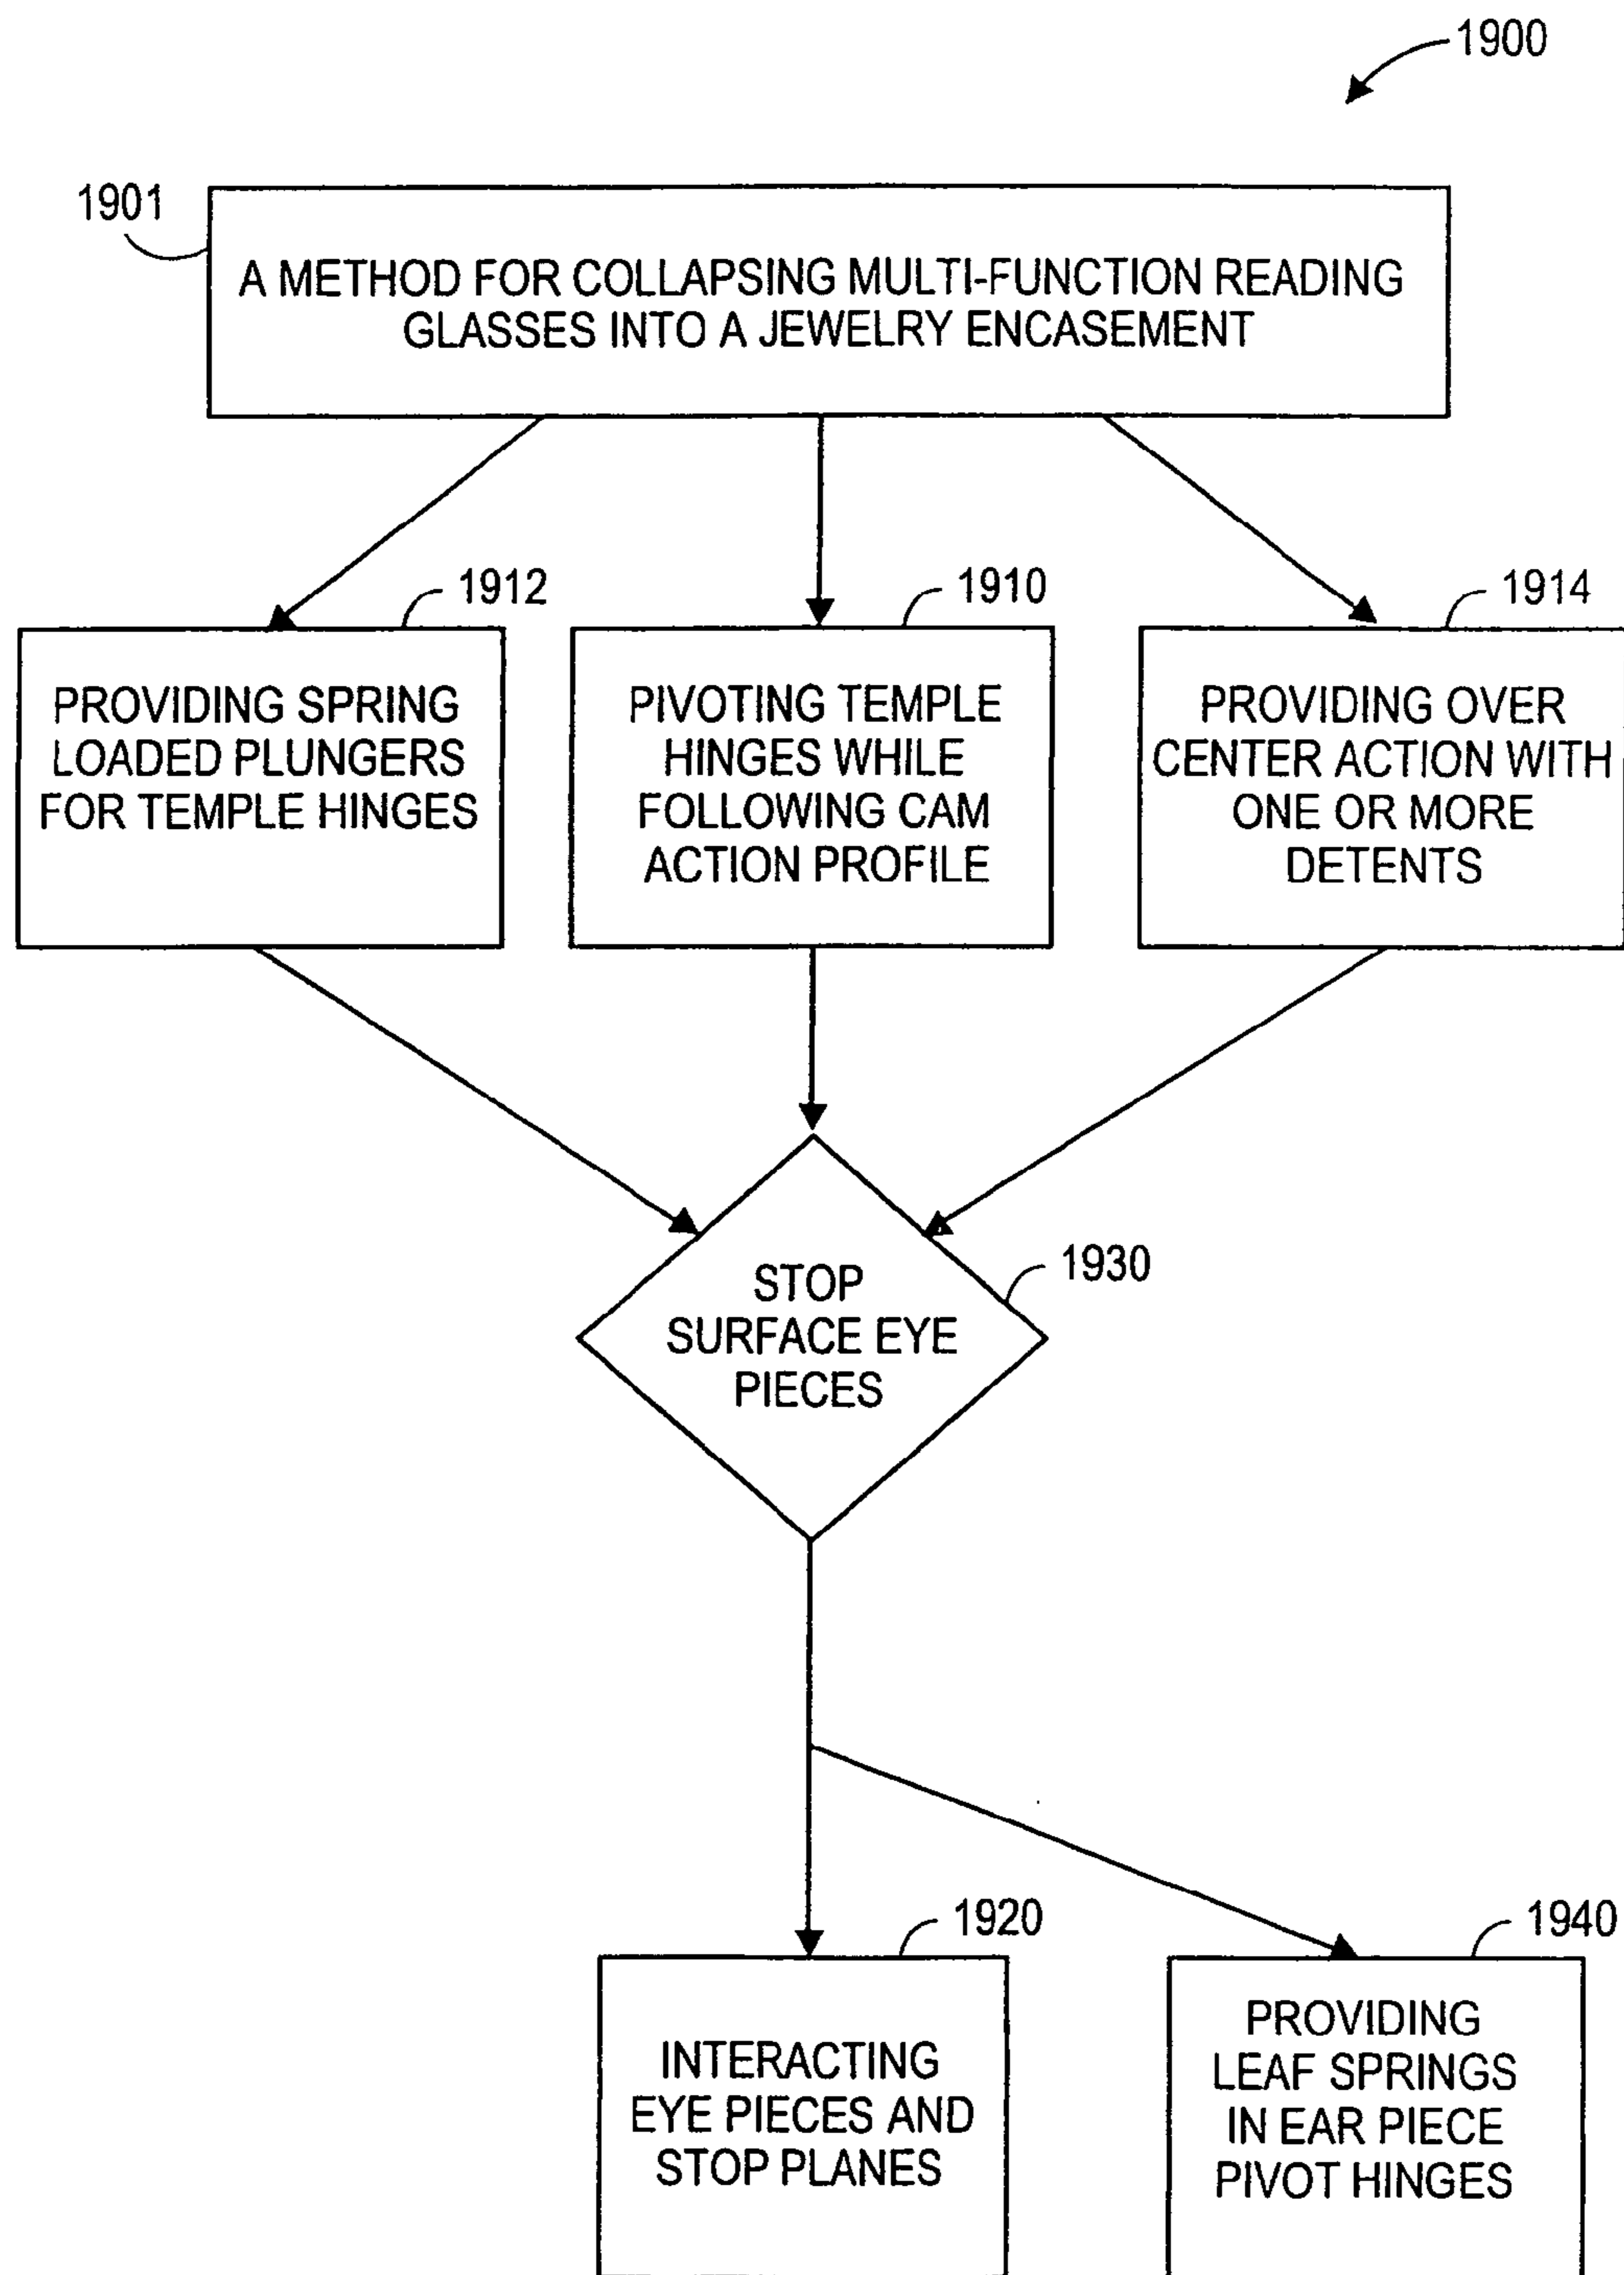 1900
1901
A METHOD FOR COLLAPSING MULTI-FUNCTION READING
GLASSES INTO A JEWELRY ENCASEMENT
1912
PROVIDING SPRING
LOADED PLUNGERS
FOR TEMPLE HINGES
1910
PIVOTING TEMPLE
HINGES WHILE
FOLLOWING CAM
ACTION PROFILE
1914
PROVIDING OVER
CENTER ACTION WITH
ONE OR MORE
DETENTS
1930
STOP
SURFACE EYE
PIECES
1920
INTERACTING
EYE PIECES AND
STOP PLANES
1940
PROVIDING
LEAF SPRINGS
IN EAR PIECE
PIVOT HINGES